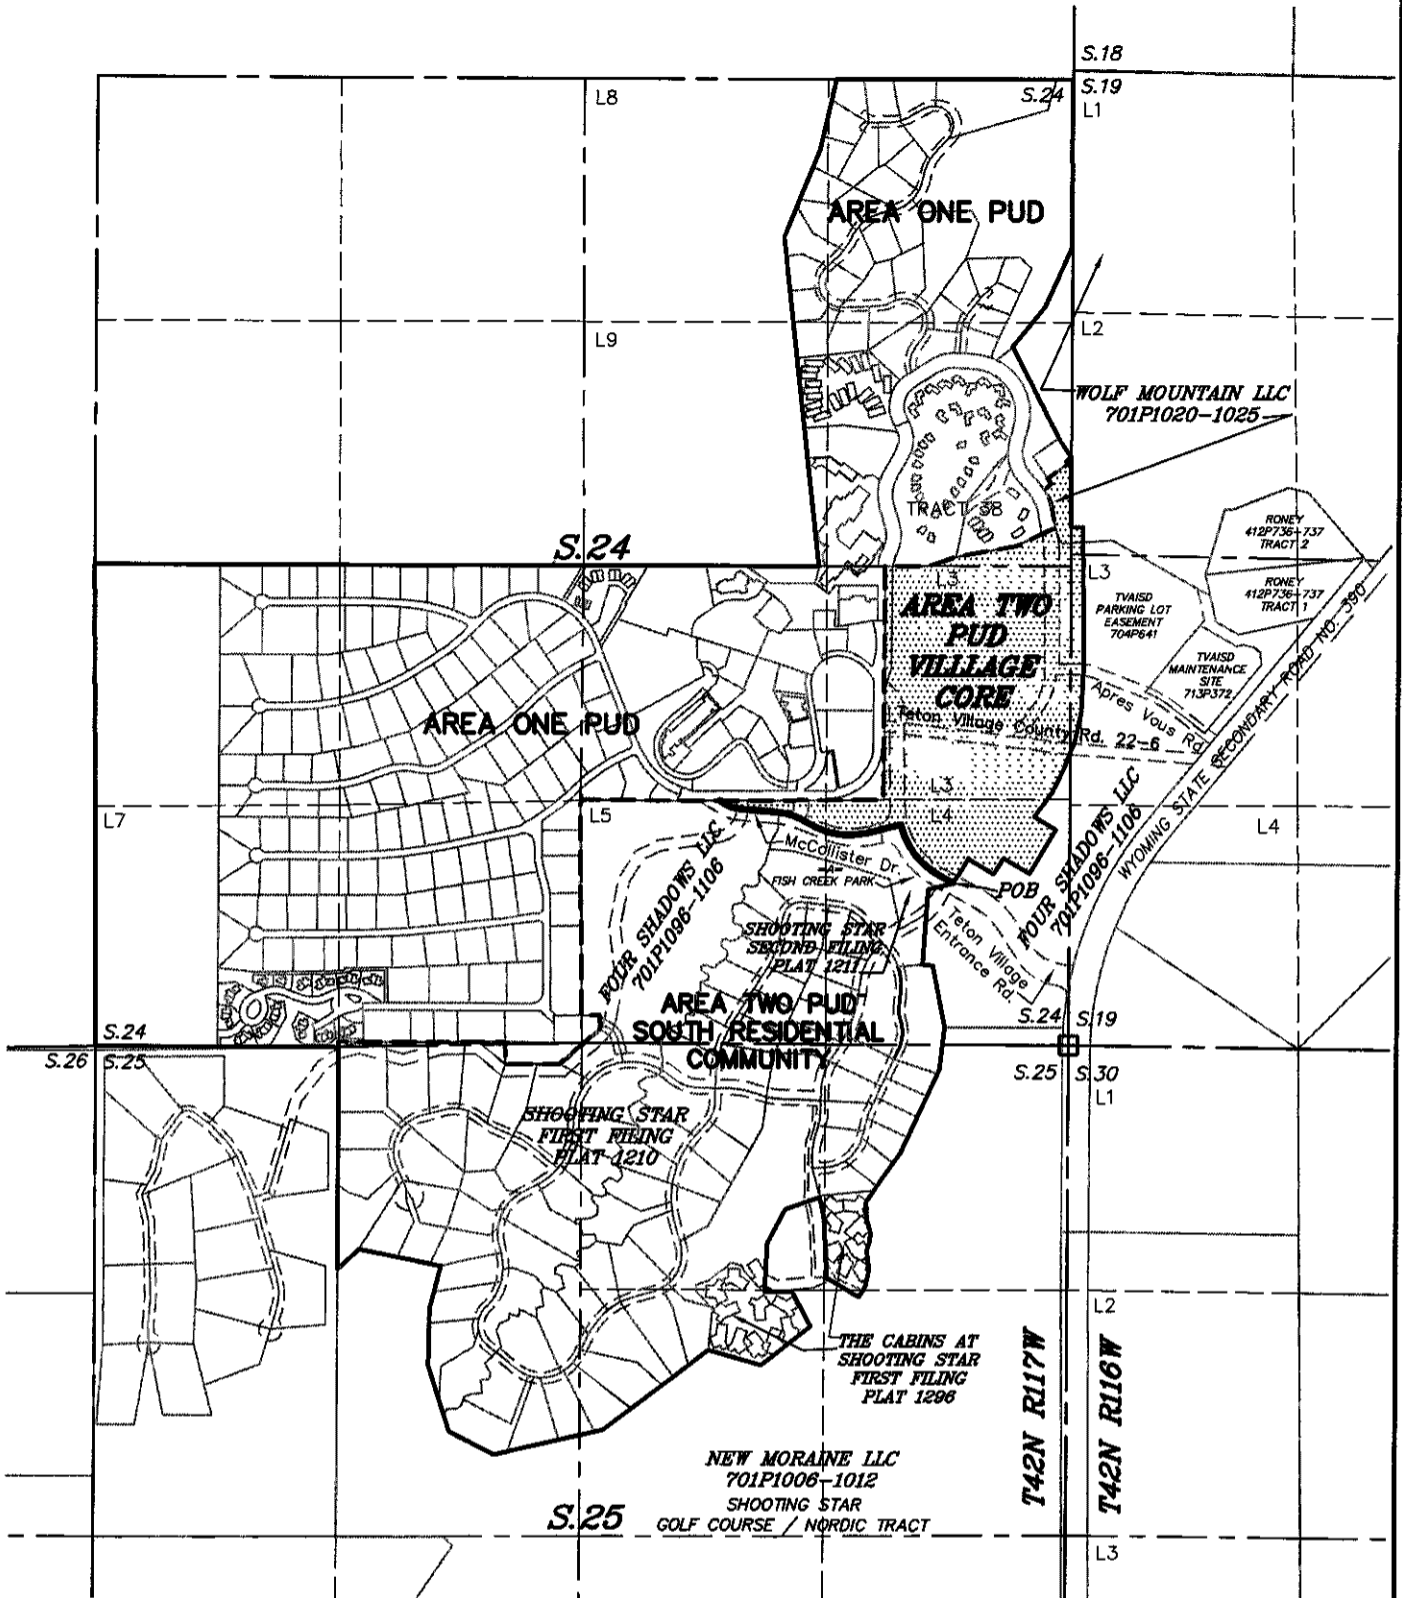 S.18
S.19
S.24
L1
L8
AREA ONE PUD
L9
L2
WOLF MOUNTAIN LLC
701P1020-1025
TRACT 38
RONEY
412P736-737
TRACT 2
S.24
L3
L3
RONEY
412P736-737
TRACT 1
TVAISD
PARKING LOT
EASEMENT
704P641
AREA TWO
PUD
VILLLAGE
CORE
TVAISD
MAINTENANCE
SITE
713P372
WYOMING STATE SECONDARY ROAD NO. 390
Apres Vous Rd.
AREA ONE PUD
Teton Village County Rd. 22-6
L3
L7
L5
L4
L4
McCollister Dr.
-A-
FISH CREEK PARK
FOUR SHADOWS LLC
701P1096-1106
FOUR SHADOWS LLC
701P1096-1106
POB
Teton Village
Entrance Rd.
SHOOTING STAR
SECOND FILING
PLAT 1211
AREA TWO PUD
SOUTH RESIDENTIAL
COMMUNITY
S.24
S.19
S.24
S.26
S.25
S.25
S.30
L1
SHOOTING STAR
FIRST FILING
PLAT 1210
L2
THE CABINS AT
SHOOTING STAR
FIRST FILING
PLAT 1296
T42N R117W
T42N R116W
NEW MORAINE LLC
701P1006-1012
SHOOTING STAR
GOLF COURSE / NORDIC TRACT
S.25
L3